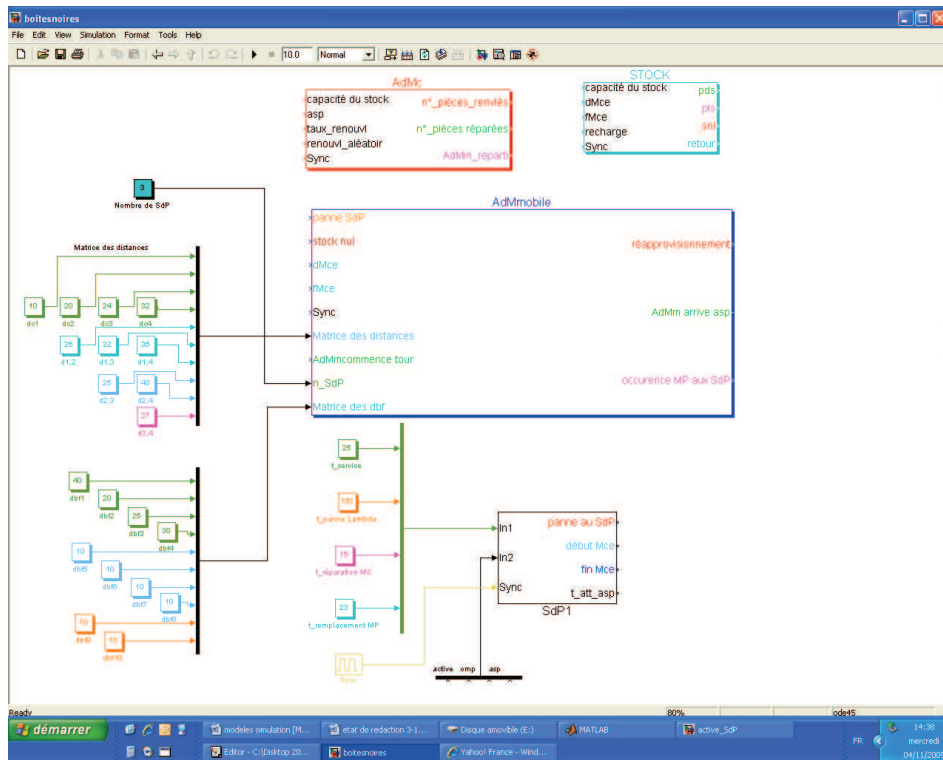 boitesnoires
File Edit View Simulation Format Tools Help
10.0 Normal
AdMc
capacité du stock n°_pièces_renvlés
asp
taux_renouvl n°_pièces réparées
renouvl_aléatoir
Sync AdMm_réparti
STOCK
capacité du stock pds
dMce pls
fMce snl
recharge
Sync retour
3
Nombre de SdP
AdMmobile
panne SdP
stock nul réapprovisionnement
dMce
fMce
Sync AdMm arrive asp
Matrice des distances
AdMmcommence tour
n_SdP occurence MP aux SdP
Matrice des dbf
Matrice des distances
10 20 24 32
dc1 dc2 dc3 dc4
32
d1,2 d1,3 d1,4
25 40
d2,3 d2,4
27
d3,4
40
dbf1
20
dbf2
25
dbf3
30
dbf4
10
dbf5
10
dbf6
10
dbf7
10
dbf8
25
t_service
100
t_panne Lambda
15
t_réparation MC
23
t_remplacement MP
Sync
In1 panne au SdP
In2 début Mce
fin Mce
Sync t_att_asp
SdP1
active omp asp
Ready 80% ode45
démarrer
modeles simulation [M...
etat de redaction 3-1...
Disque amovible (E:)
MATLAB
active_SdP
Editor - C:\Disktop 20...
boitesnoires
Yahoo! France - Wind...
FR
14:38
mercredi
04/11/2009